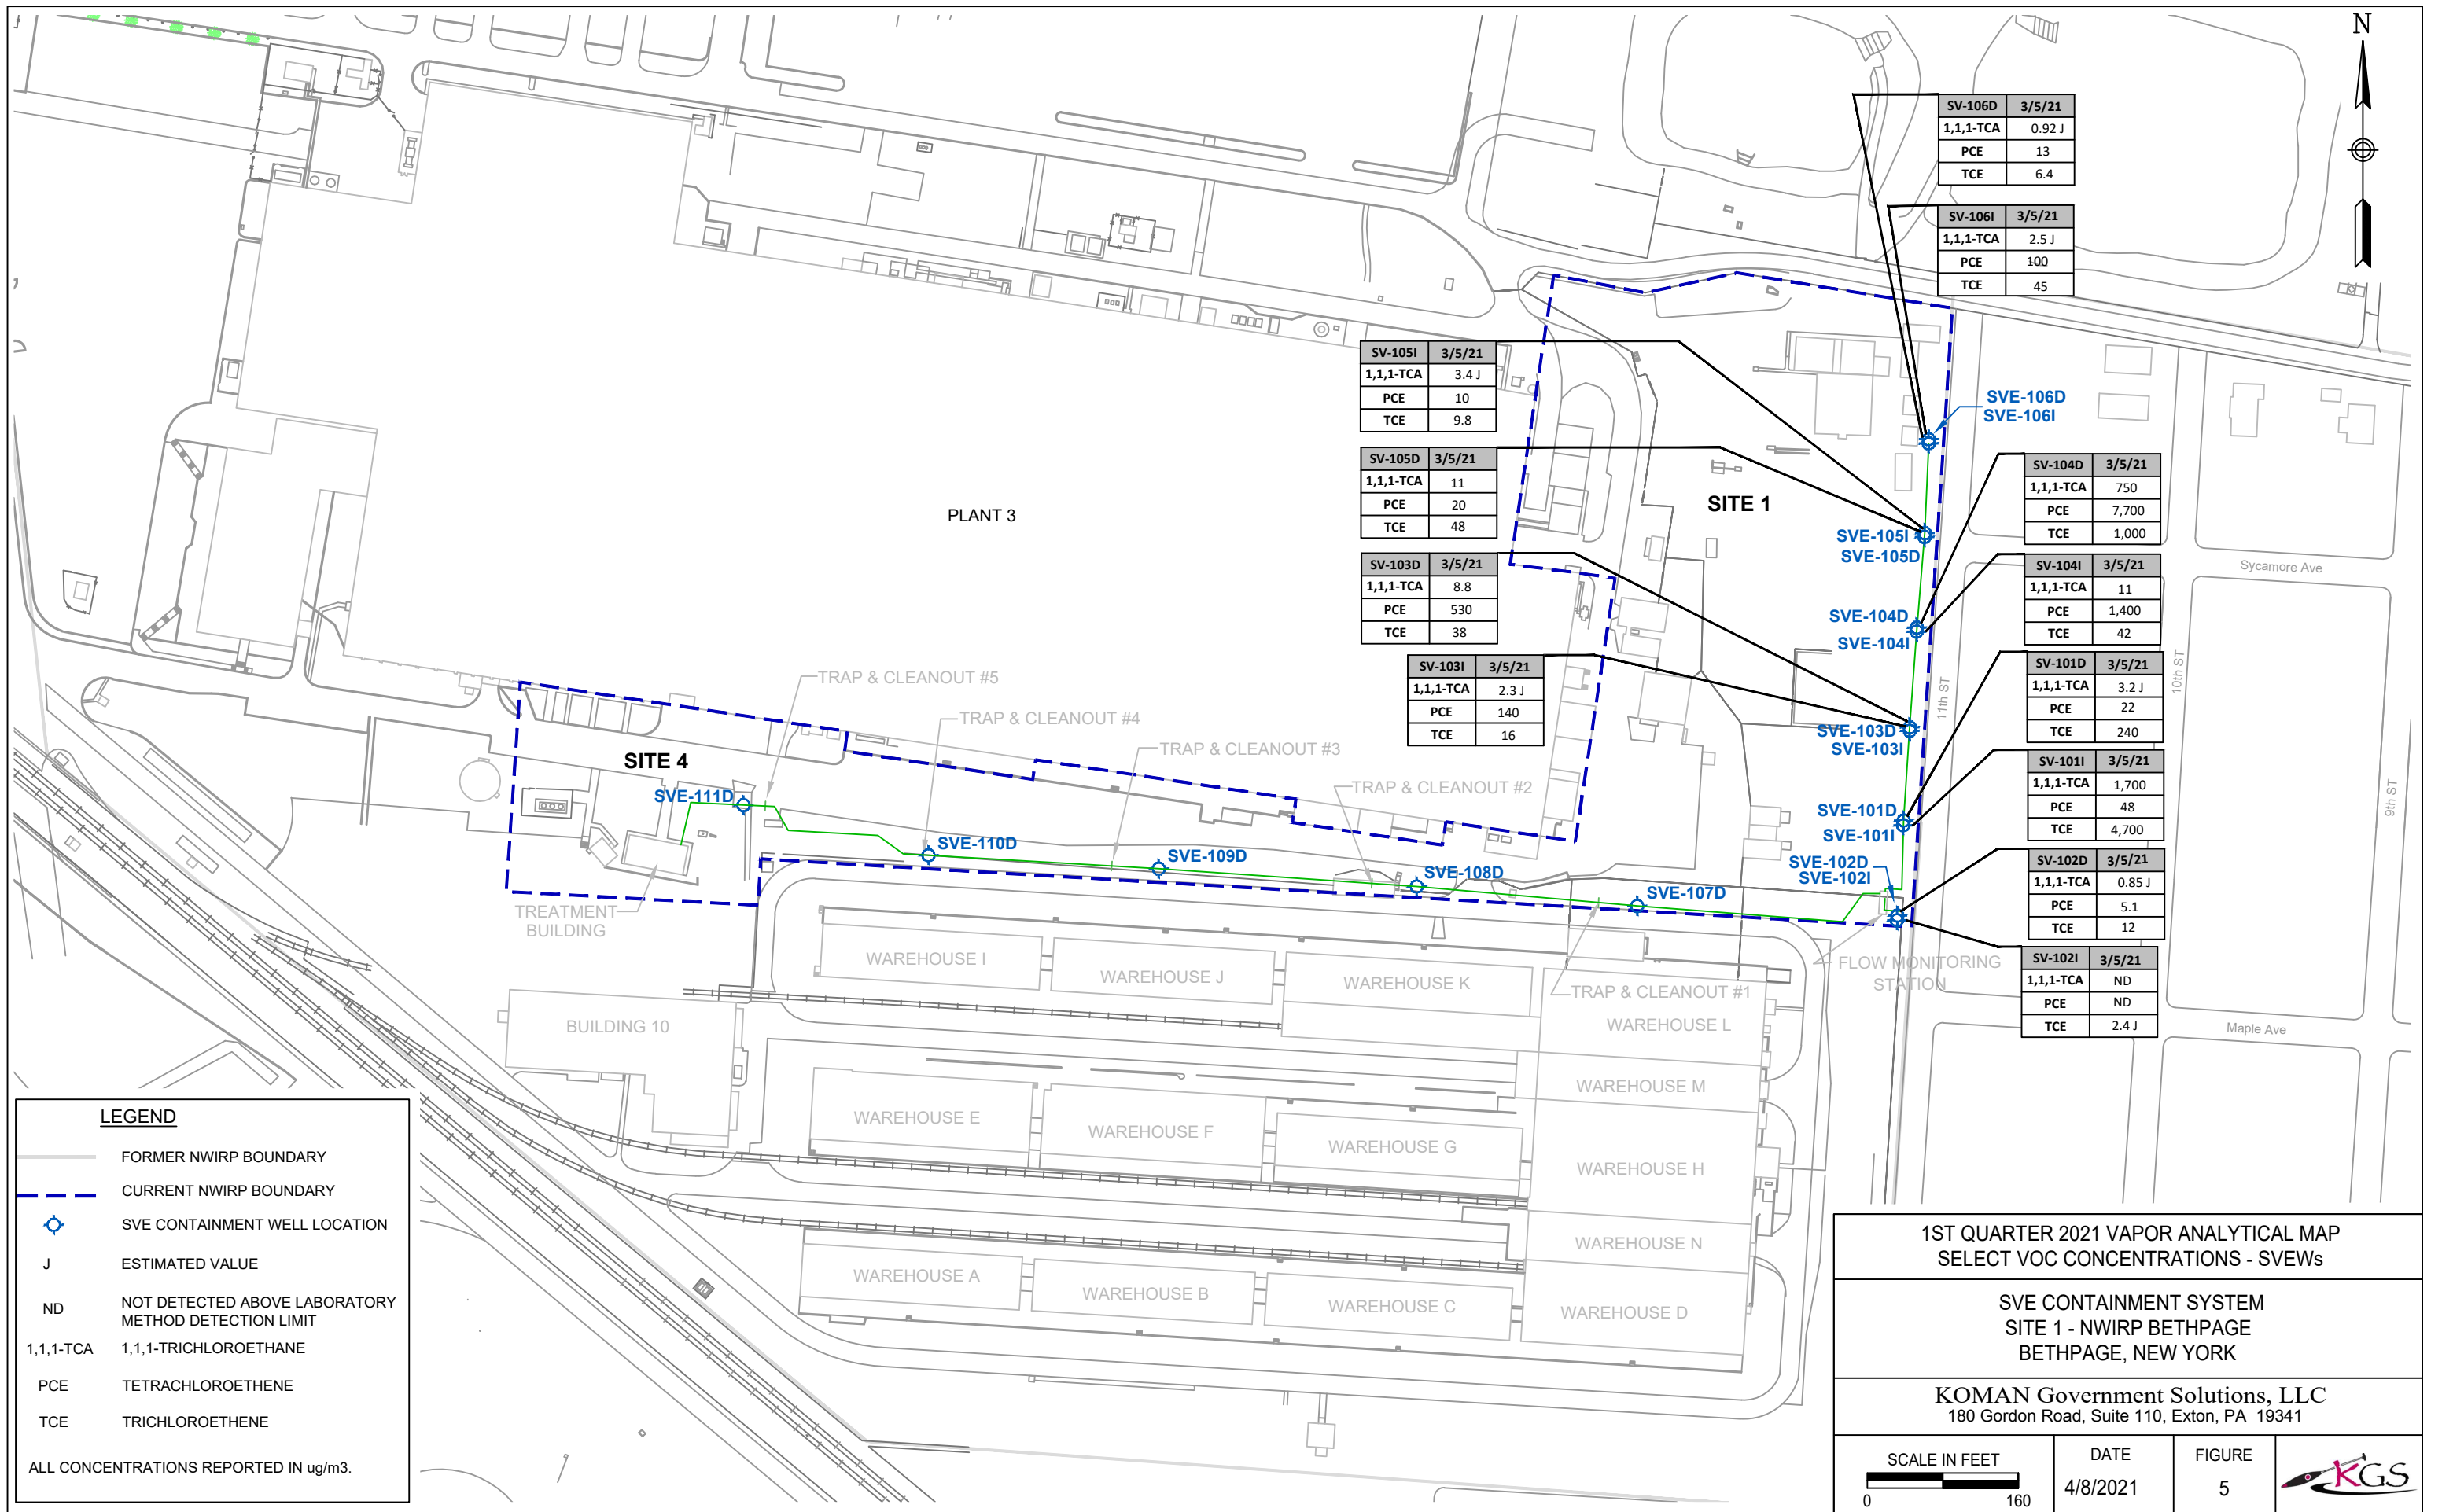 N
SV-106D 3/5/21
1,1,1-TCA 0.92 J
PCE 13
TCE 6.4
SV-106I 3/5/21
1,1,1-TCA 2.5 J
PCE 100
TCE 45
SV-105I 3/5/21
1,1,1-TCA 3.4 J
PCE 10
TCE 9.8
SV-105D 3/5/21
1,1,1-TCA 11
PCE 20
TCE 48
SV-103D 3/5/21
1,1,1-TCA 8.8
PCE 530
TCE 38
SV-103I 3/5/21
1,1,1-TCA 2.3 J
PCE 140
TCE 16
SV-104D 3/5/21
1,1,1-TCA 750
PCE 7,700
TCE 1,000
SV-104I 3/5/21
1,1,1-TCA 11
PCE 1,400
TCE 42
SV-101D 3/5/21
1,1,1-TCA 3.2 J
PCE 22
TCE 240
SV-101I 3/5/21
1,1,1-TCA 1,700
PCE 48
TCE 4,700
SV-102D 3/5/21
1,1,1-TCA 0.85 J
PCE 5.1
TCE 12
SV-102I 3/5/21
1,1,1-TCA ND
PCE ND
TCE 2.4 J
SVE-106D
SVE-106I
SITE 1
SVE-105I
SVE-105D
SVE-104D
SVE-104I
SVE-103D
SVE-103I
SVE-101D
SVE-101I
SVE-102D
SVE-102I
PLANT 3
Sycamore Ave
11th ST
10th ST
9th ST
Maple Ave
SITE 4
TRAP & CLEANOUT #5
TRAP & CLEANOUT #4
TRAP & CLEANOUT #3
TRAP & CLEANOUT #2
TRAP & CLEANOUT #1
SVE-111D
SVE-110D
SVE-109D
SVE-108D
SVE-107D
TREATMENT
BUILDING
FLOW MONITORING
STATION
WAREHOUSE I
WAREHOUSE J
WAREHOUSE K
WAREHOUSE L
BUILDING 10
WAREHOUSE M
WAREHOUSE E
WAREHOUSE F
WAREHOUSE G
WAREHOUSE H
WAREHOUSE N
WAREHOUSE A
WAREHOUSE B
WAREHOUSE C
WAREHOUSE D
LEGEND
FORMER NWIRP BOUNDARY
CURRENT NWIRP BOUNDARY
SVE CONTAINMENT WELL LOCATION
J ESTIMATED VALUE
ND NOT DETECTED ABOVE LABORATORY
METHOD DETECTION LIMIT
1,1,1-TCA 1,1,1-TRICHLOROETHANE
PCE TETRACHLOROETHENE
TCE TRICHLOROETHENE
ALL CONCENTRATIONS REPORTED IN ug/m3.
1ST QUARTER 2021 VAPOR ANALYTICAL MAP
SELECT VOC CONCENTRATIONS - SVEWs
SVE CONTAINMENT SYSTEM
SITE 1 - NWIRP BETHPAGE
BETHPAGE, NEW YORK
KOMAN Government Solutions, LLC
180 Gordon Road, Suite 110, Exton, PA 19341
SCALE IN FEET
0 160
DATE
4/8/2021
FIGURE
5
KGS